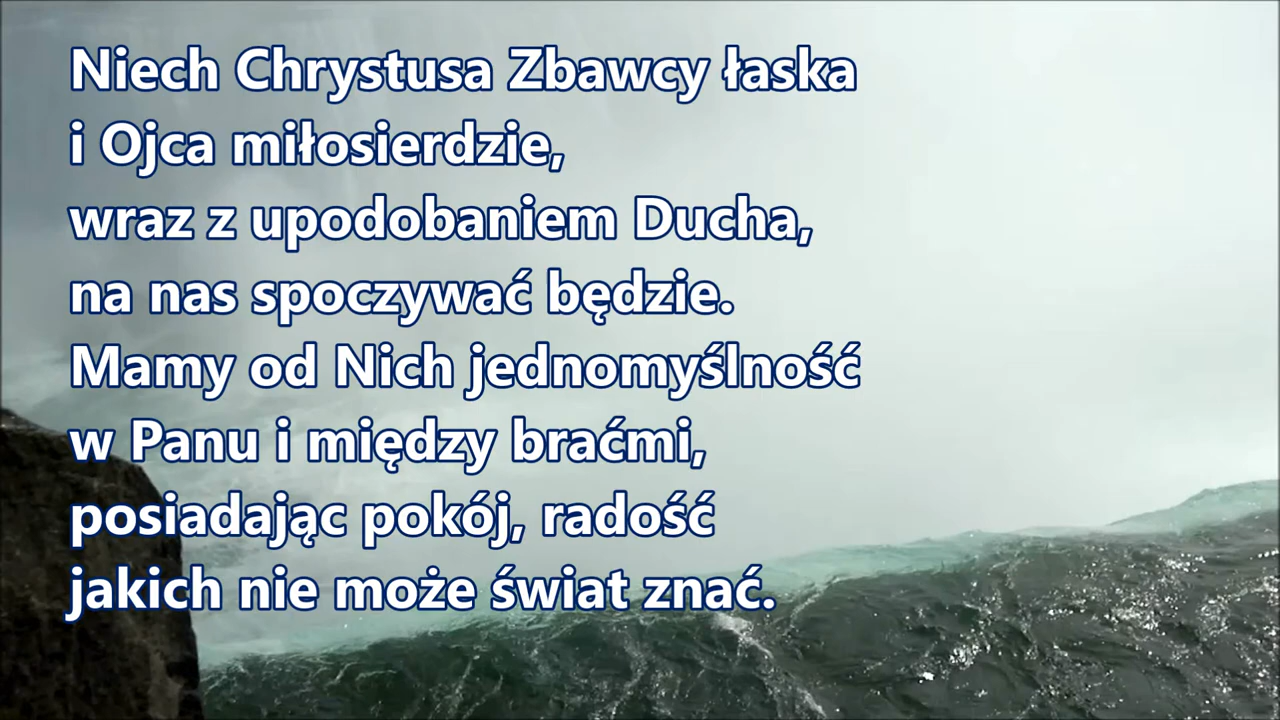 Niech Chrystusa Zbawcy łaska
i Ojca miłosierdzie,
wraz z upodobaniem Ducha,
na nas spoczywać będzie.
Mamy od Nich jednomyślność
w Panu i między braćmi,
posiadając pokój, radość
jakich nie może świat znać.